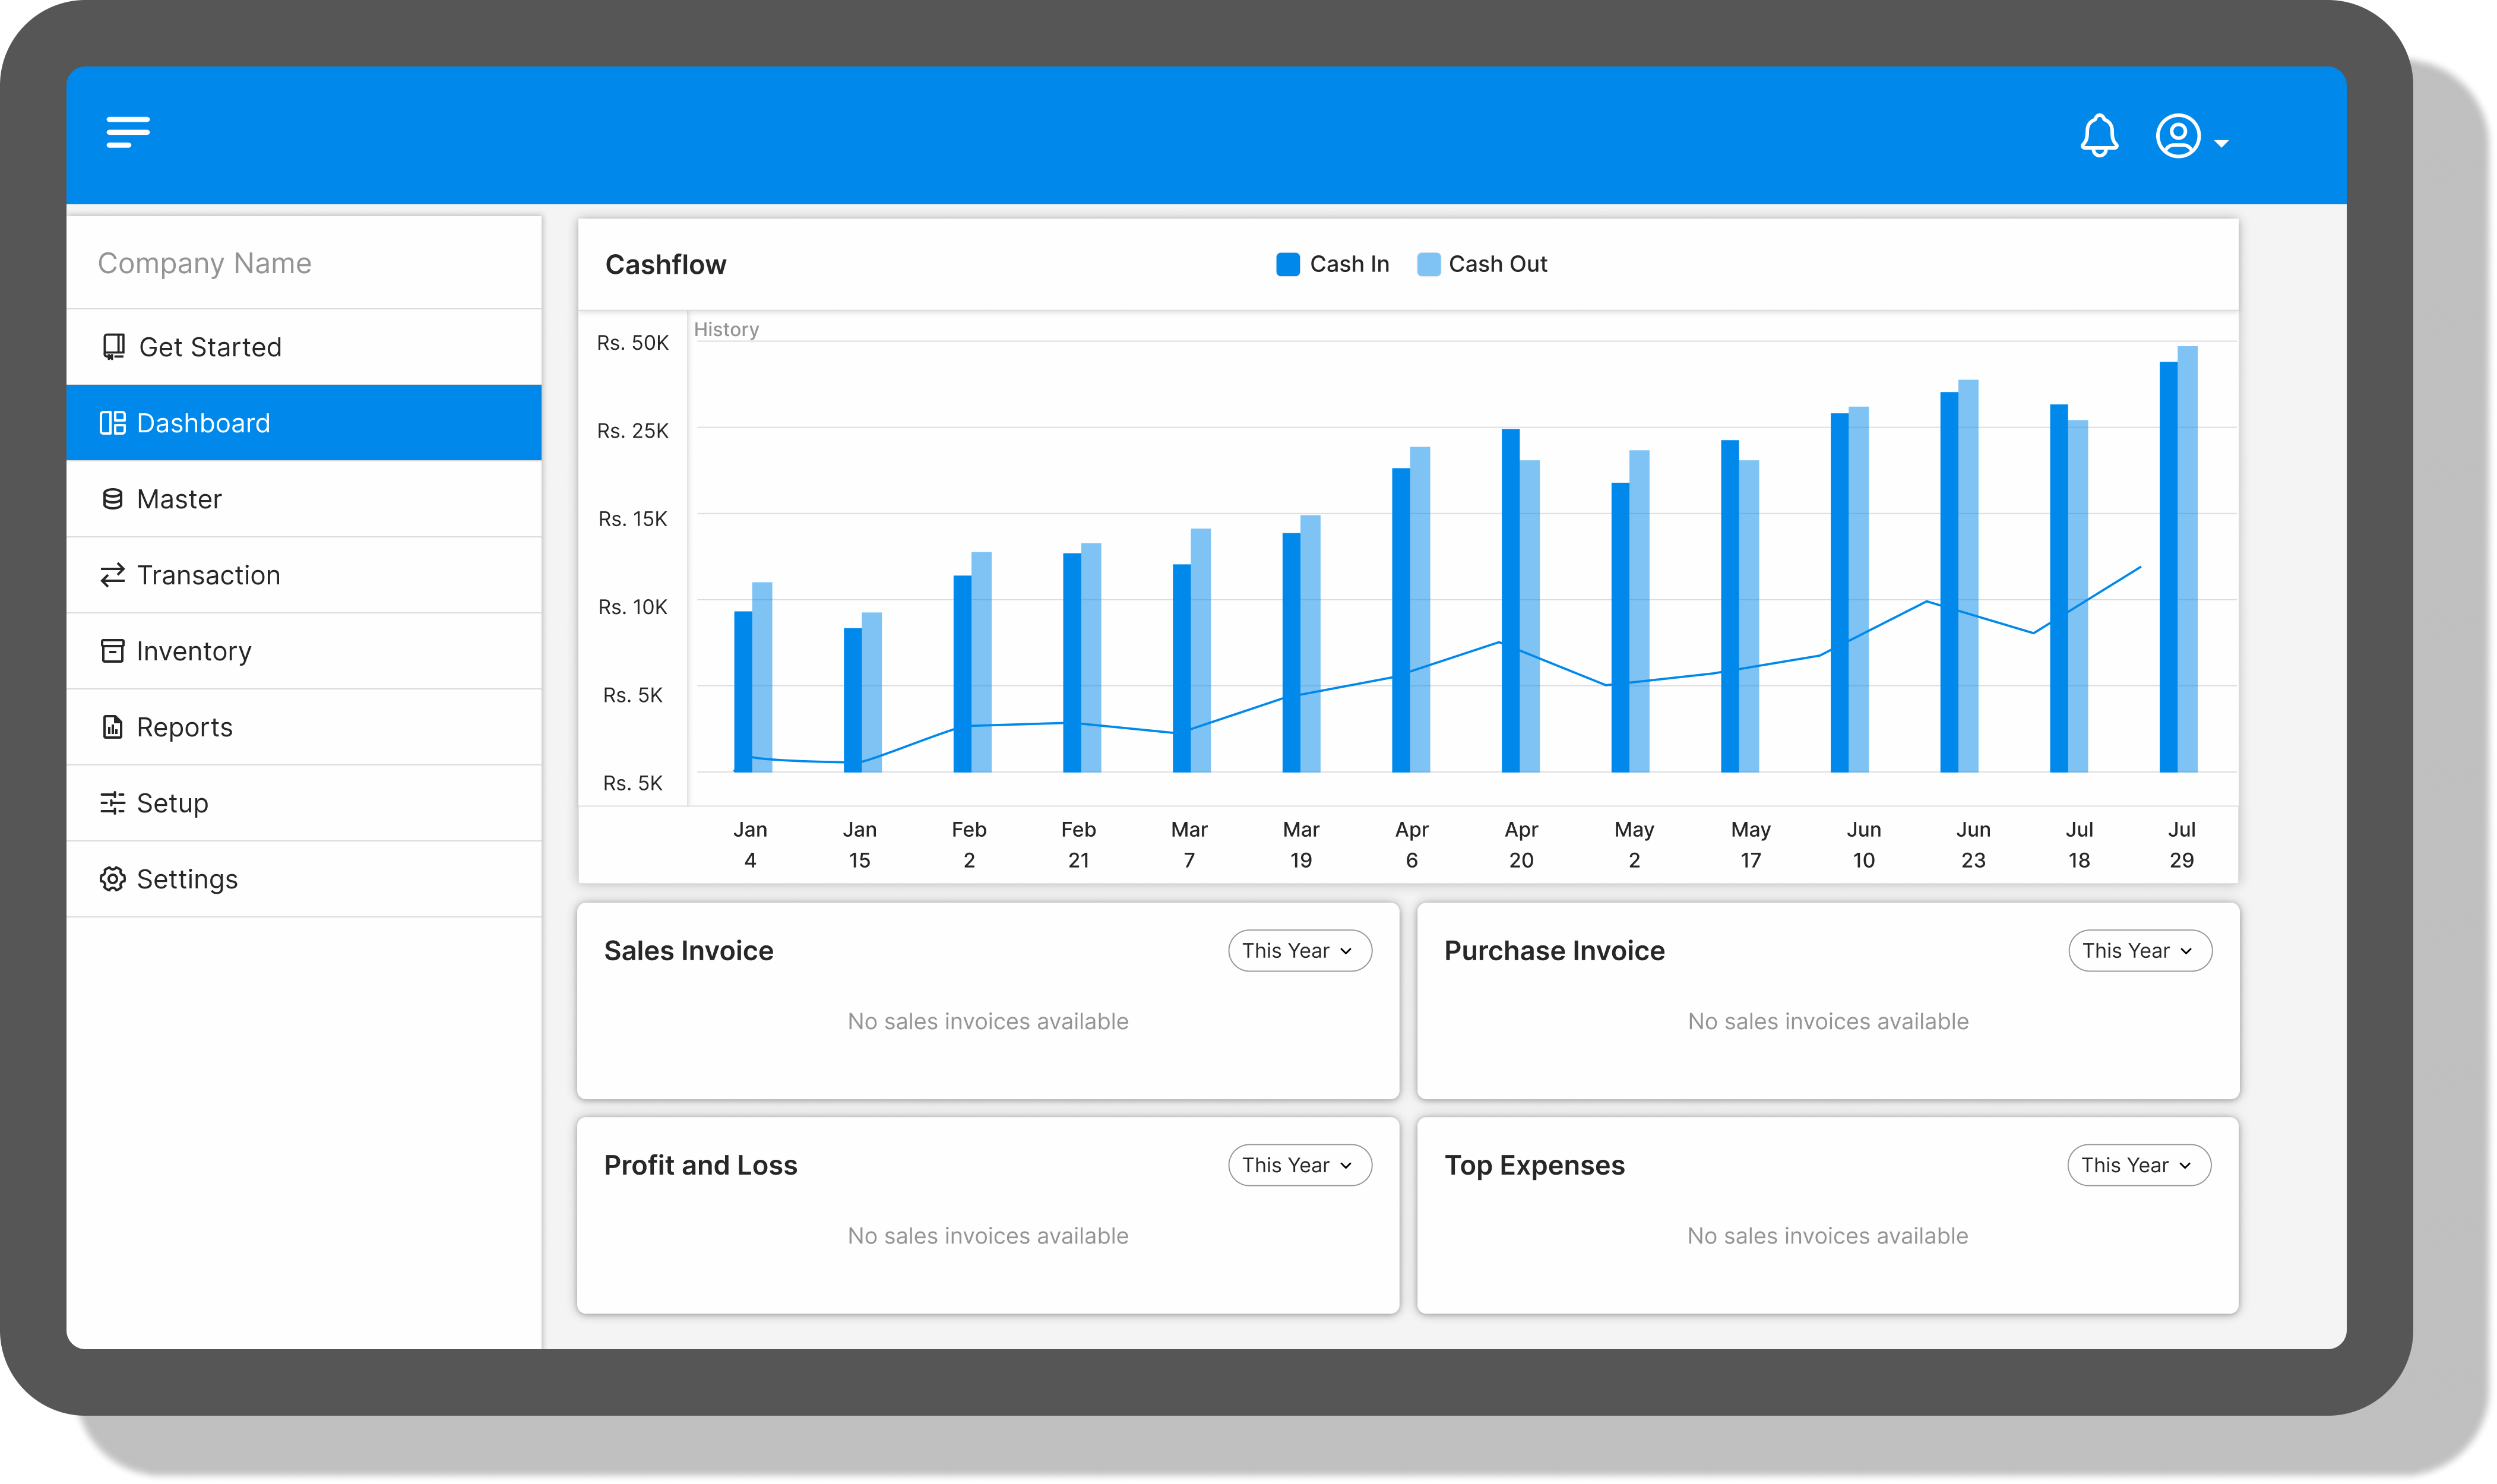 Company Name
Get Started
Dashboard
Master
Transaction
Inventory
Reports
Setup
Settings
Cashflow
Cash In
Cash Out
History
Rs. 50K
Rs. 25K
Rs. 15K
Rs. 10K
Rs. 5K
Rs. 5K
Jan Jan Feb Feb Mar Mar Apr Apr May May Jun Jun Jul Jul
4 15 2 21 7 19 6 20 2 17 10 23 18 29
Sales Invoice
This Year
No sales invoices available
Purchase Invoice
This Year
No sales invoices available
Profit and Loss
This Year
No sales invoices available
Top Expenses
This Year
No sales invoices available